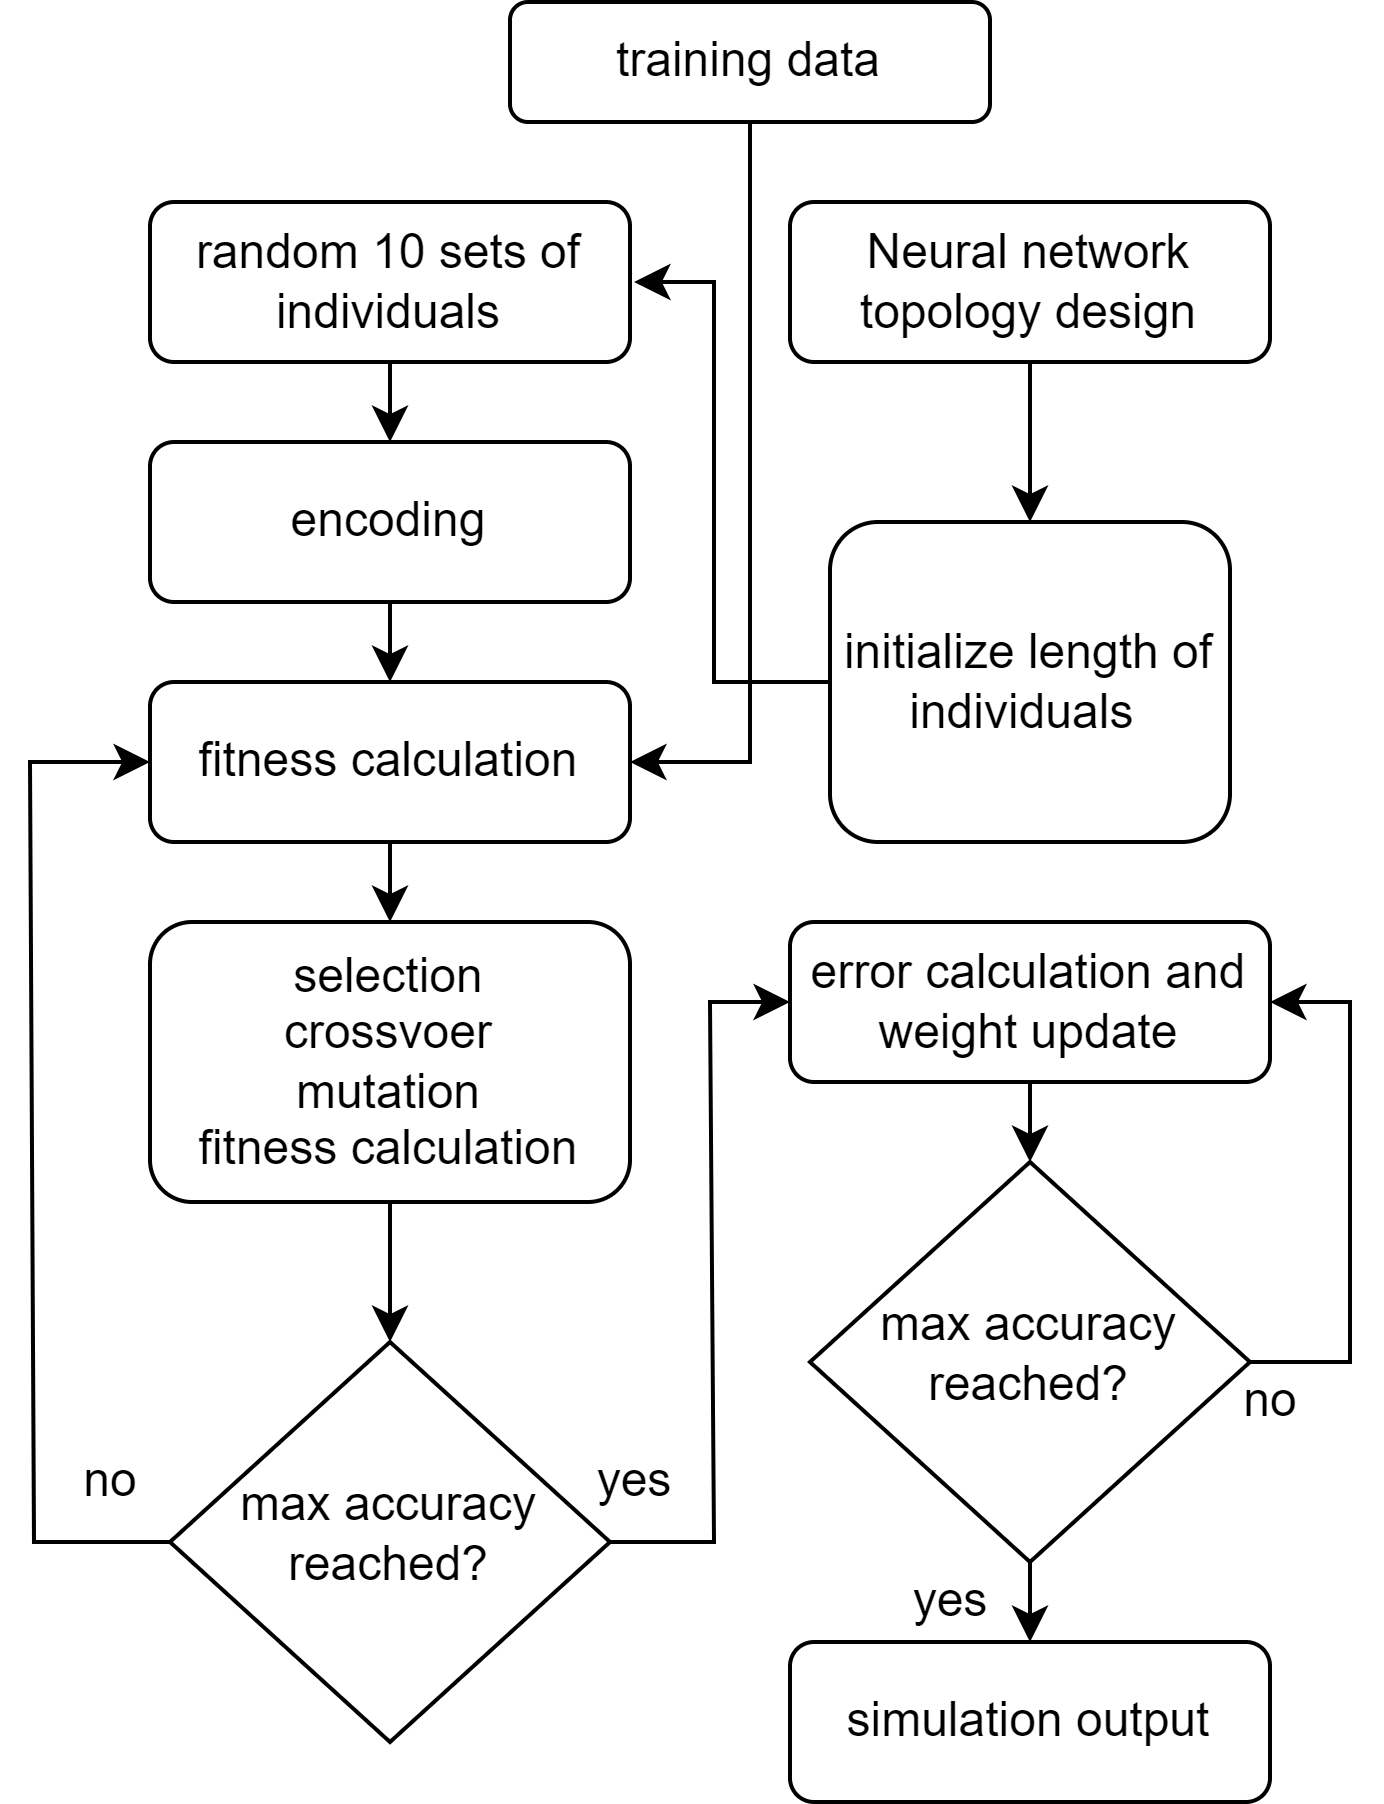 training data
random 10 sets of
individuals
Neural network
topology design
encoding
initialize length of
individuals
fitness calculation
selection
crossvoer
mutation
fitness calculation
error calculation and
weight update
max accuracy
reached?
no
no
yes
max accuracy
reached?
yes
simulation output